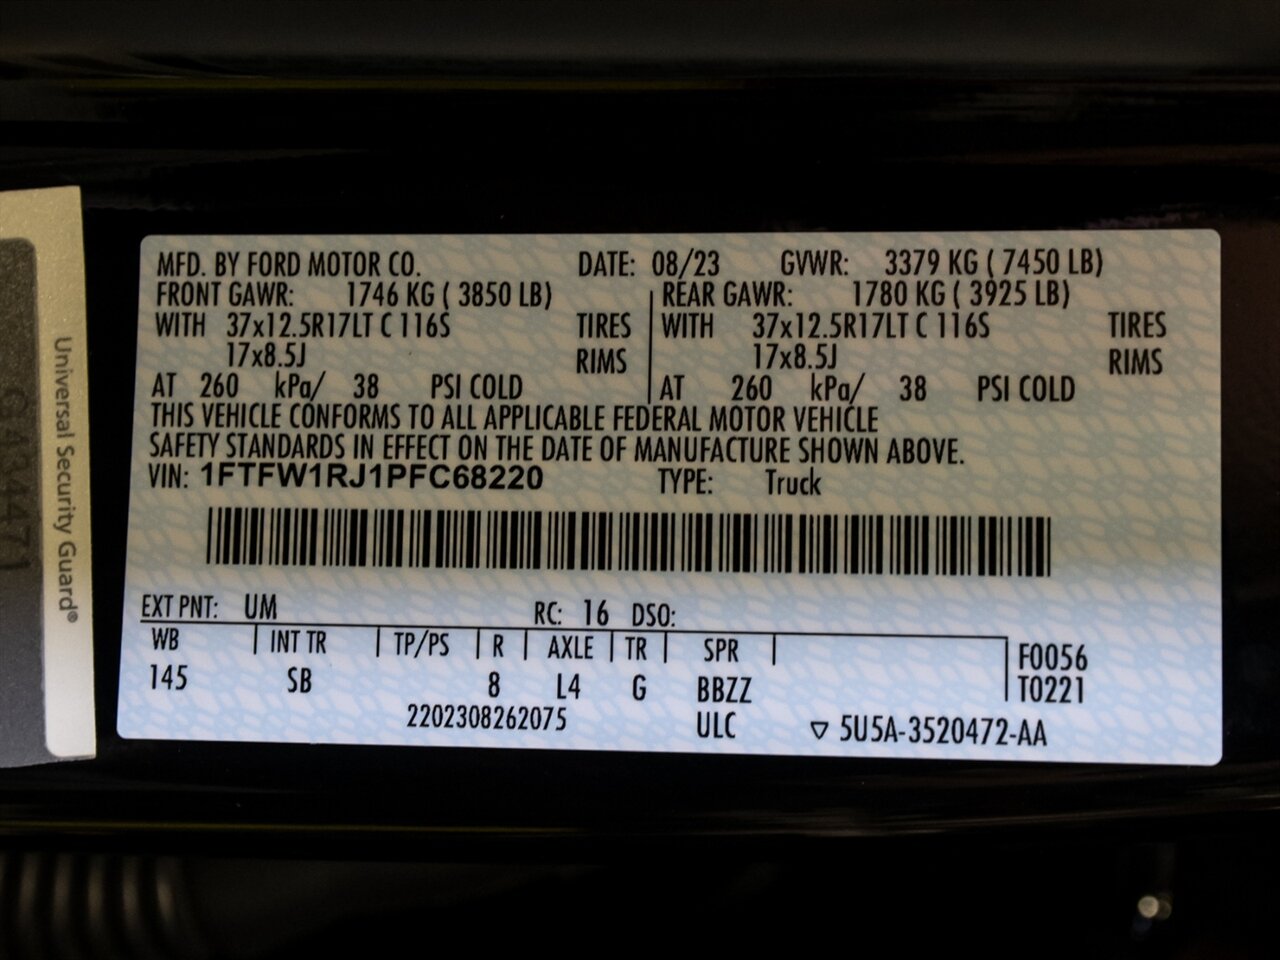 MFD. BY FORD MOTOR CO. DATE: 08/23 GVWR: 3379 KG ( 7450 LB)
FRONT GAWR: 1746 KG ( 3850 LB) REAR GAWR: 1780 KG ( 3925 LB)
WITH 37x12.5R17LT C 116S TIRES WITH 37x12.5R17LT C 116S TIRES
17x8.5J RIMS 17x8.5J RIMS
AT 260 kPa/ 38 PSI COLD AT 260 kPa/ 38 PSI COLD
THIS VEHICLE CONFORMS TO ALL APPLICABLE FEDERAL MOTOR VEHICLE
SAFETY STANDARDS IN EFFECT ON THE DATE OF MANUFACTURE SHOWN ABOVE.
VIN: 1FTFW1RJ1PFC68220 TYPE: Truck
EXT PNT: UM RC: 16 DSO:
WB INT TR TP/PS R AXLE TR SPR F0056
145 SB 8 L4 G BBZZ T0221
2202308262075 ULC ▽ 5U5A-3520472-AA
Universal Security Guard®